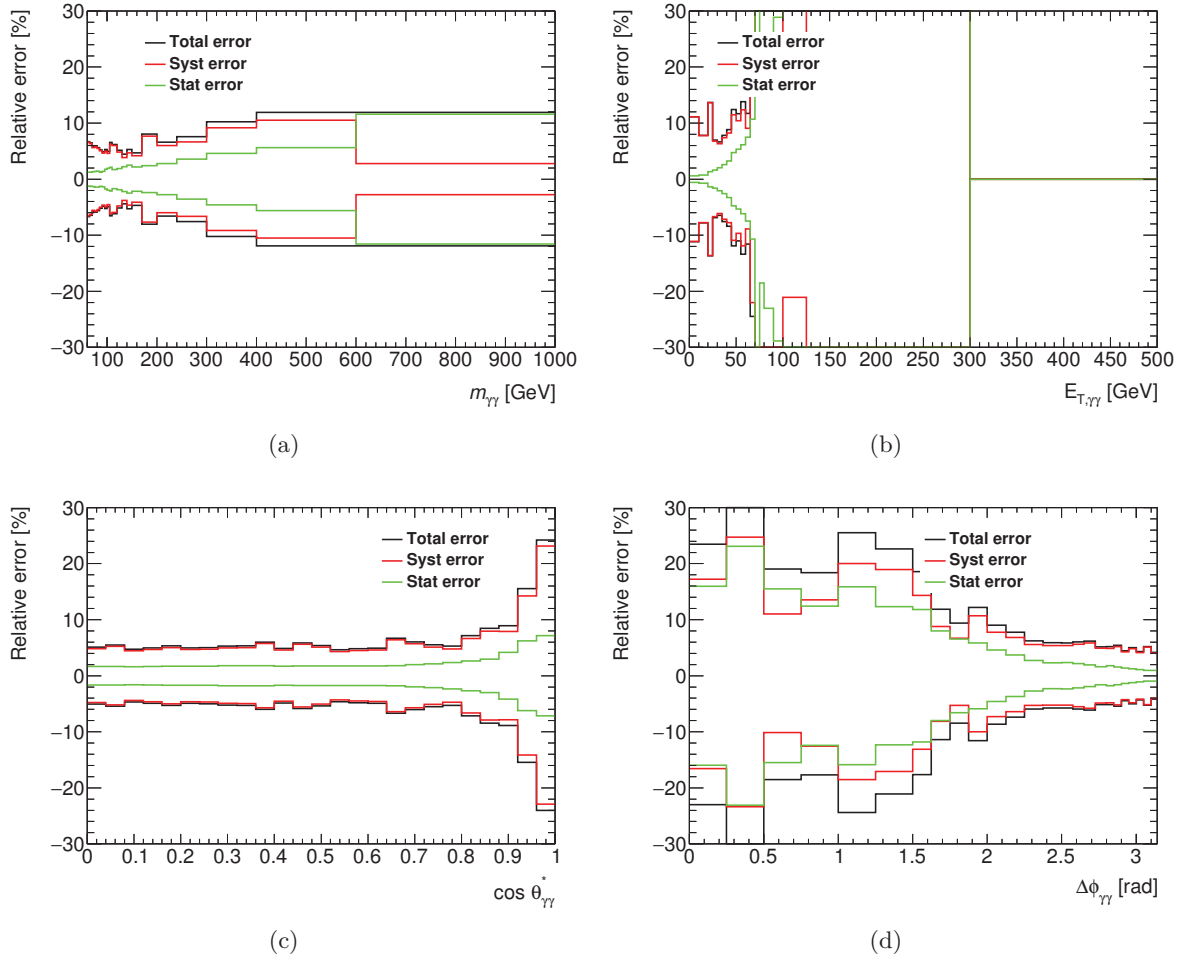 Relative error [%]
30
20
10
0
−10
−20
−30
Total error
Syst error
Stat error
100 200 300 400 500 600 700 800 900 1000
m_γγ [GeV]
(a)
Relative error [%]
30
20
10
0
−10
−20
−30
Total error
Syst error
Stat error
0 50 100 150 200 250 300 350 400 450 500
E_T,γγ [GeV]
(b)
Relative error [%]
30
20
10
0
−10
−20
−30
Total error
Syst error
Stat error
0 0.1 0.2 0.3 0.4 0.5 0.6 0.7 0.8 0.9 1
cos θ*_γγ
(c)
Relative error [%]
30
20
10
0
−10
−20
−30
Total error
Syst error
Stat error
0 0.5 1 1.5 2 2.5 3
Δϕ_γγ [rad]
(d)